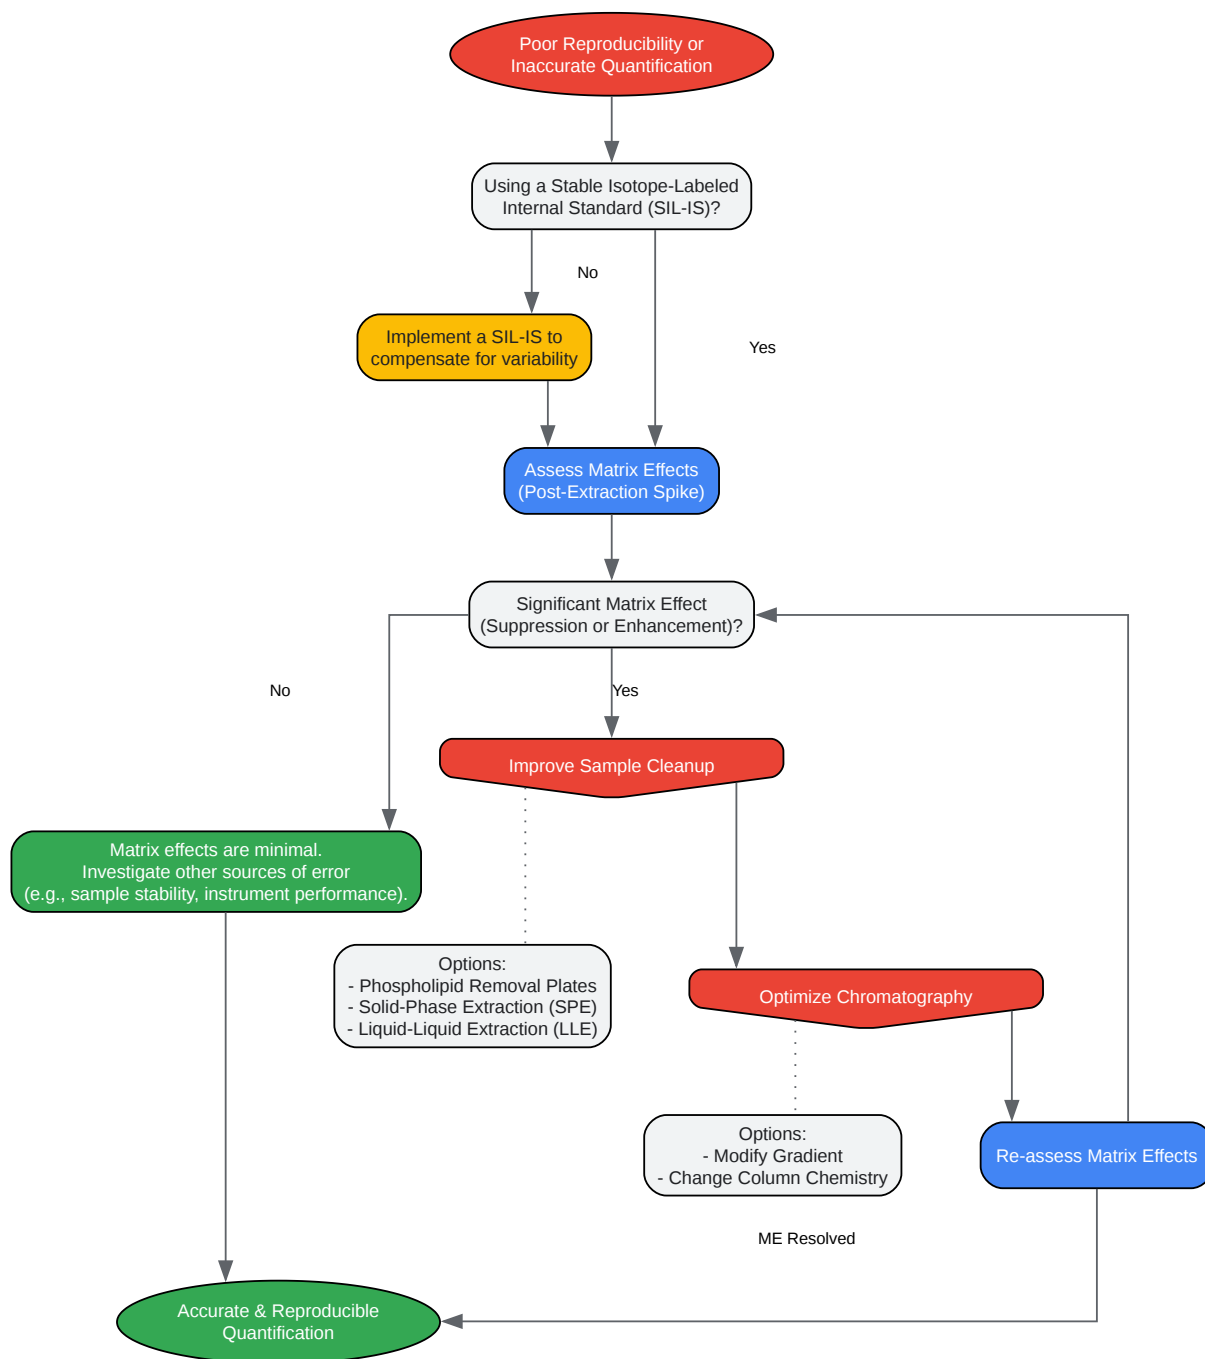 Poor Reproducibility or
Inaccurate Quantification
Using a Stable Isotope-Labeled
Internal Standard (SIL-IS)?
No
Implement a SIL-IS to
compensate for variability
Yes
Assess Matrix Effects
(Post-Extraction Spike)
Significant Matrix Effect
(Suppression or Enhancement)?
No
Yes
Improve Sample Cleanup
Matrix effects are minimal.
Investigate other sources of error
(e.g., sample stability, instrument performance).
Options:
- Phospholipid Removal Plates
- Solid-Phase Extraction (SPE)
- Liquid-Liquid Extraction (LLE)
Optimize Chromatography
Options:
- Modify Gradient
- Change Column Chemistry
Re-assess Matrix Effects
ME Resolved
Accurate & Reproducible
Quantification